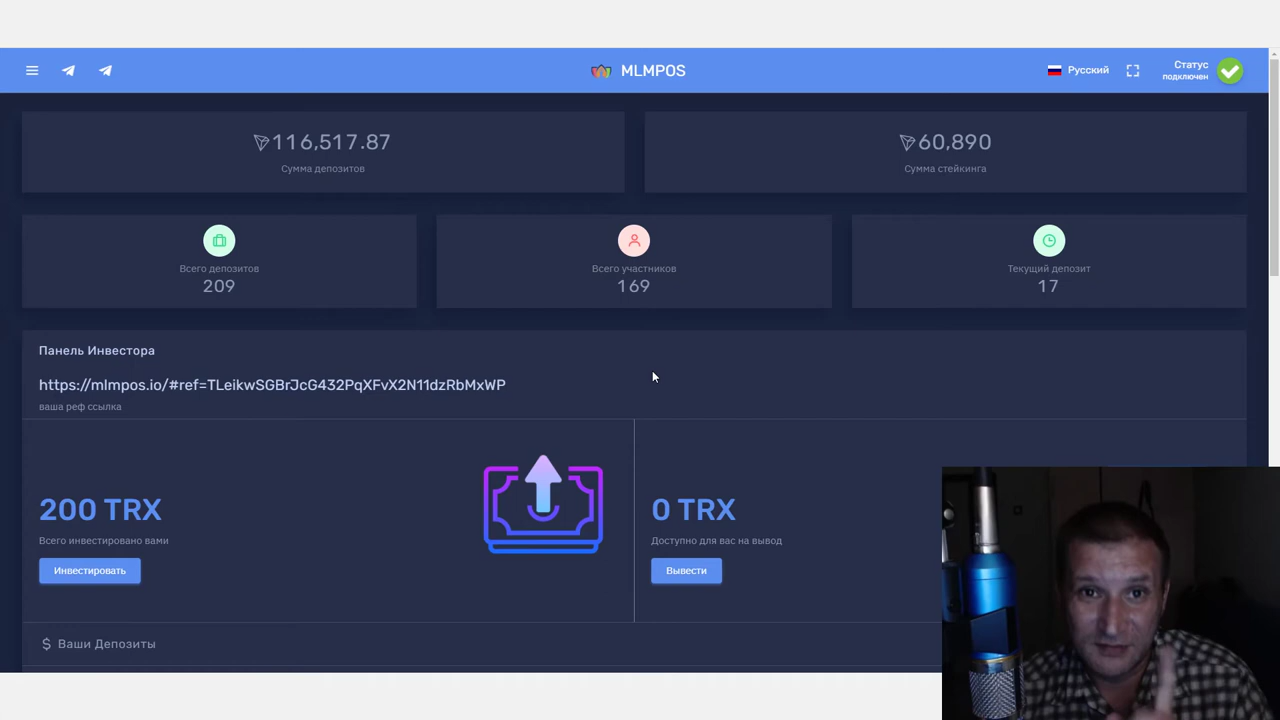 MLMPOS
Русский
Статус
подключен
116,517.87
Сумма депозитов
60,890
Сумма стейкинга
Всего депозитов
209
Всего участников
169
Текущий депозит
17
Панель Инвестора
https://mlmpos.io/#ref=TLeikwSGBrJcG432PqXFvX2N11dzRbMxWP
ваша реф ссылка
200 TRX
Всего инвестировано вами
Инвестировать
0 TRX
Доступно для вас на вывод
Вывести
$ Ваши Депозиты